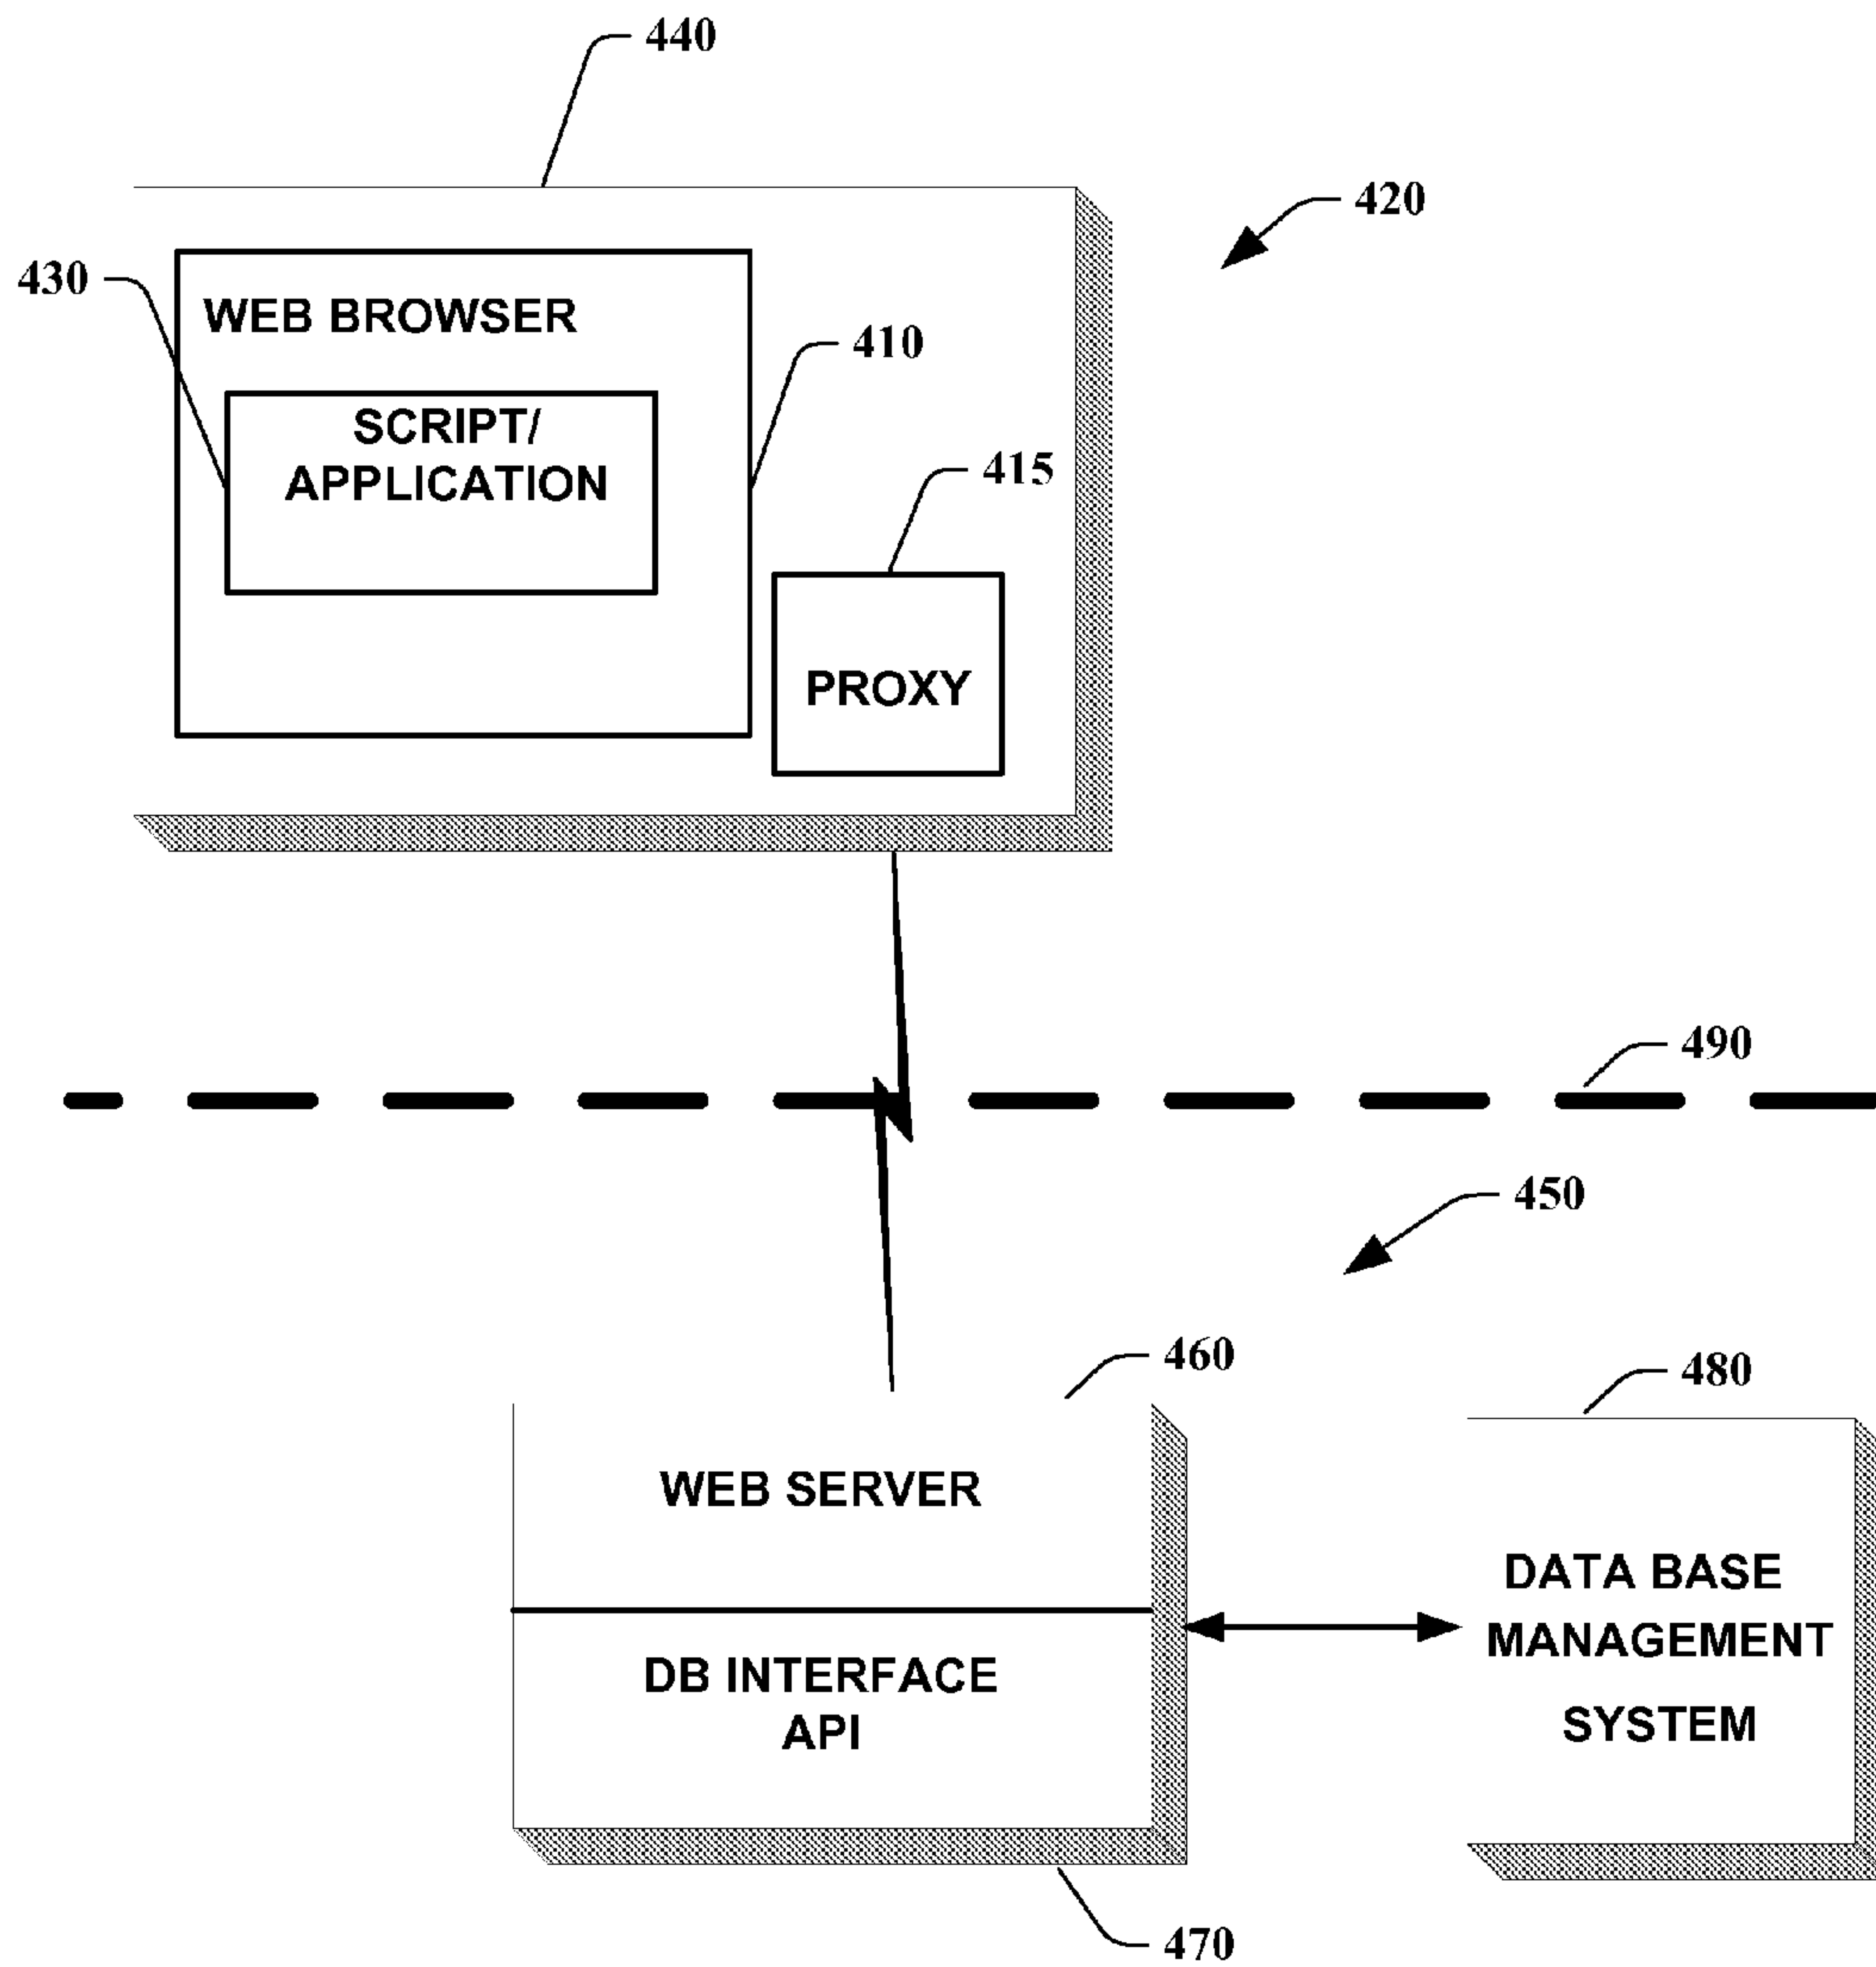 440
420
430
WEB BROWSER
410
SCRIPT/
APPLICATION
415
PROXY
490
450
460
480
WEB SERVER
DATA BASE
MANAGEMENT
SYSTEM
DB INTERFACE
API
470